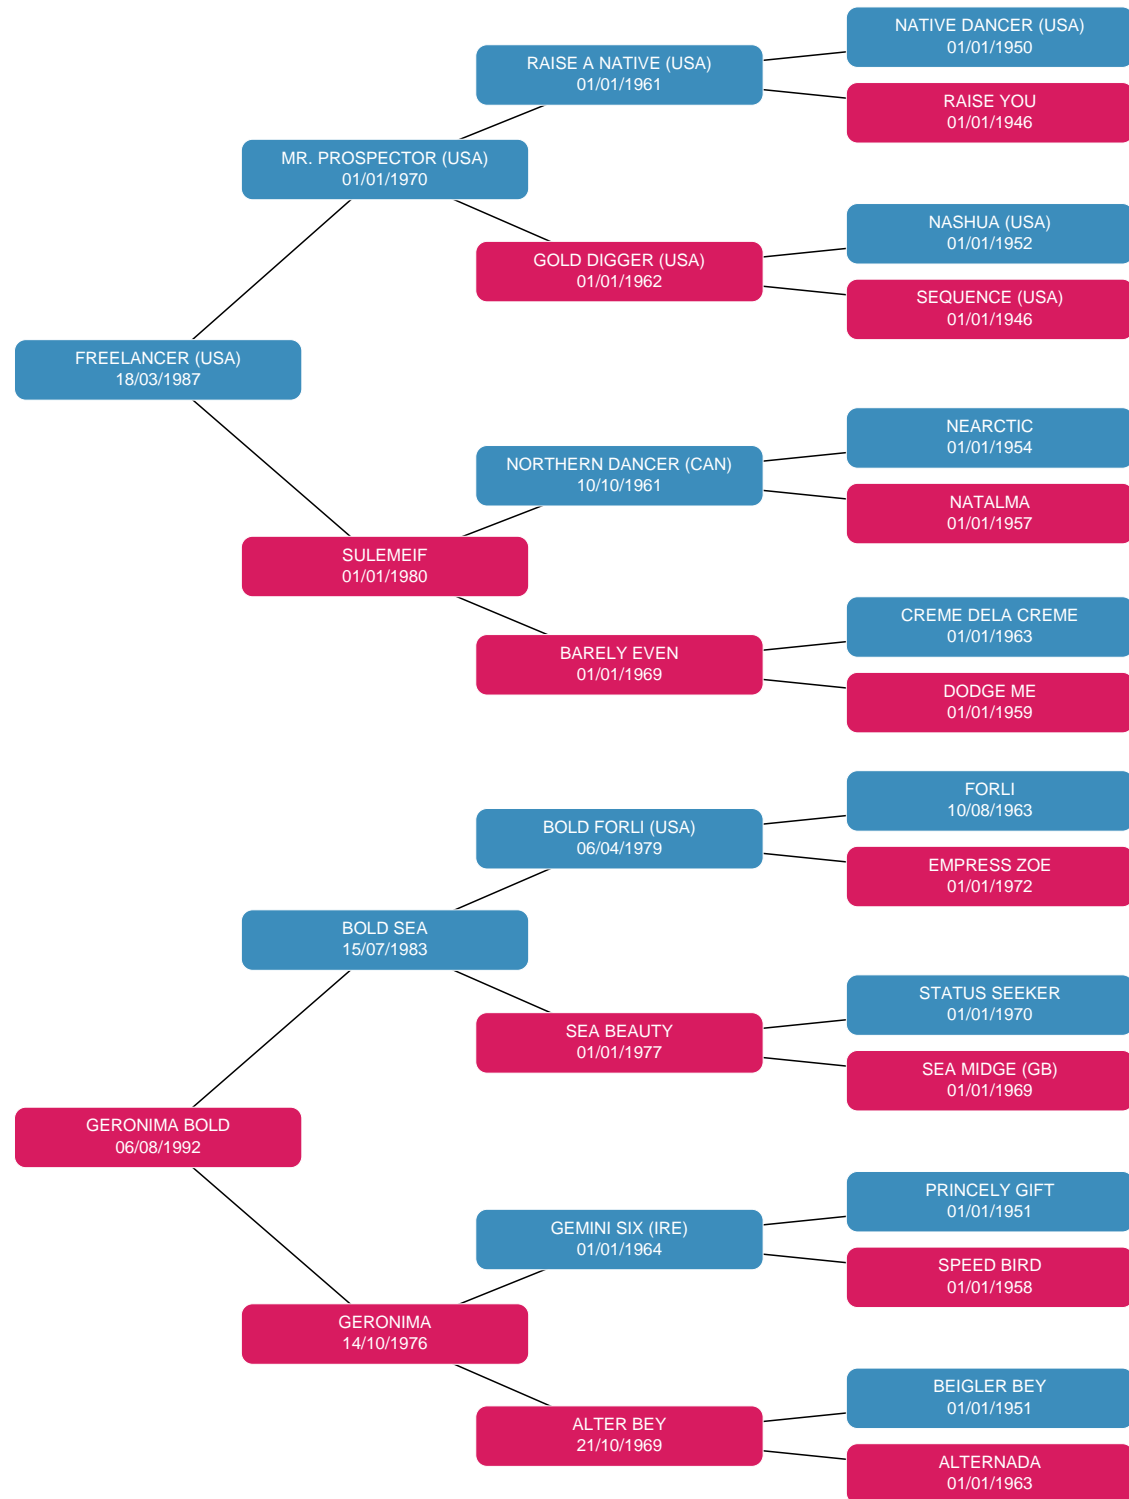 NATIVE DANCER (USA)
01/01/1950
RAISE A NATIVE (USA)
01/01/1961
RAISE YOU
01/01/1946
MR. PROSPECTOR (USA)
01/01/1970
NASHUA (USA)
01/01/1952
GOLD DIGGER (USA)
01/01/1962
SEQUENCE (USA)
01/01/1946
FREELANCER (USA)
18/03/1987
NEARCTIC
01/01/1954
NORTHERN DANCER (CAN)
10/10/1961
NATALMA
01/01/1957
SULEMEIF
01/01/1980
CREME DELA CREME
01/01/1963
BARELY EVEN
01/01/1969
DODGE ME
01/01/1959
FORLI
10/08/1963
BOLD FORLI (USA)
06/04/1979
EMPRESS ZOE
01/01/1972
BOLD SEA
15/07/1983
STATUS SEEKER
01/01/1970
SEA BEAUTY
01/01/1977
SEA MIDGE (GB)
01/01/1969
GERONIMA BOLD
06/08/1992
PRINCELY GIFT
01/01/1951
GEMINI SIX (IRE)
01/01/1964
SPEED BIRD
01/01/1958
GERONIMA
14/10/1976
BEIGLER BEY
01/01/1951
ALTER BEY
21/10/1969
ALTERNADA
01/01/1963